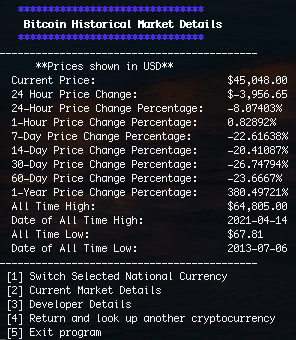 *******************************
Bitcoin Historical Market Details
*******************************
-------------------------------------------
**Prices shown in USD**
Current Price: $45,048.00
24 Hour Price Change: $-3,956.65
24-Hour Price Change Percentage: -8.07403%
1-Hour Price Change Percentage: 0.82892%
7-Day Price Change Percentage: -22.61638%
14-Day Price Change Percentage: -20.41087%
30-Day Price Change Percentage: -26.74794%
60-Day Price Change Percentage: -23.6667%
1-Year Price Change Percentage: 380.49721%
All Time High: $64,805.00
Date of All Time High: 2021-04-14
All Time Low: $67.81
Date of All Time Low: 2013-07-06
-------------------------------------------
[1] Switch Selected National Currency
[2] Current Market Details
[3] Developer Details
[4] Return and look up another cryptocurrency
[5] Exit program